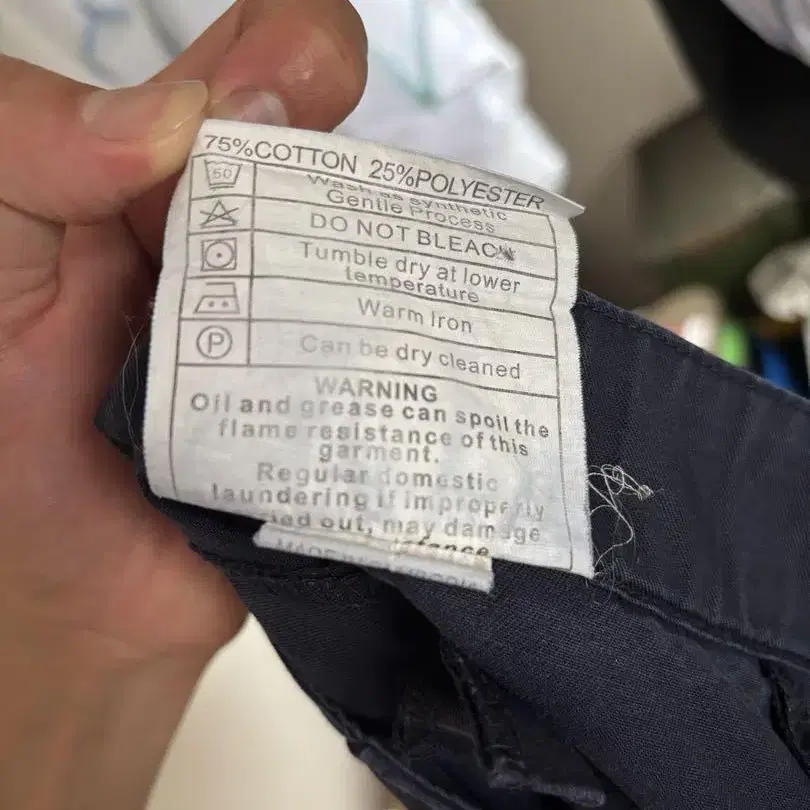 75%COTTON 25%POLYESTER
50
Wash as synthetic
Gentle Process
DO NOT BLEACH
Tumble dry at lower
temperature
Warm Iron
P
Can be dry cleaned
WARNING
Oil and grease can spoil the
flame resistance of this
garment.
Regular domestic
laundering if improperly
out, may damage